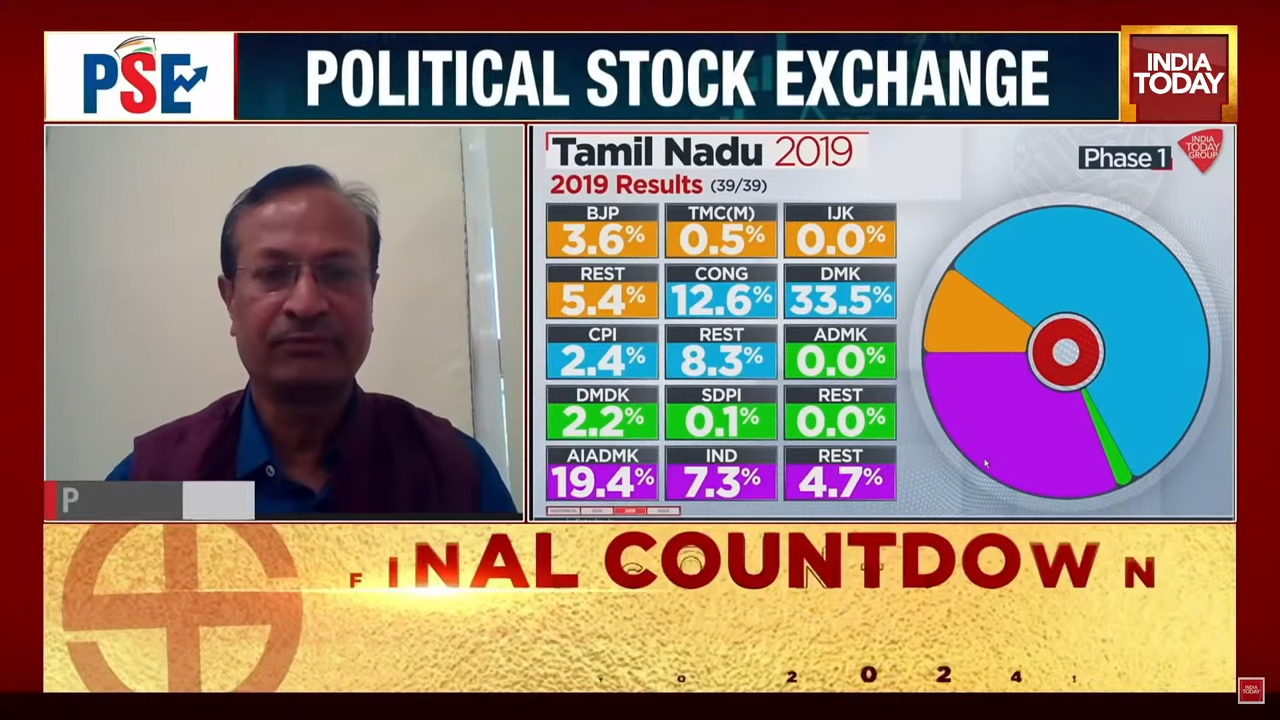 PSE
POLITICAL STOCK EXCHANGE
INDIA
TODAY
Tamil Nadu 2019
Phase 1
INDIA
TODAY
GROUP
2019 Results (39/39)
BJP TMC(M) IJK
3.6% 0.5% 0.0%
REST CONG DMK
5.4% 12.6% 33.5%
CPI REST ADMK
2.4% 8.3% 0.0%
DMDK SDPI REST
2.2% 0.1% 0.0%
AIADMK IND REST
19.4% 7.3% 4.7%
P
FINAL COUNTDOWN
2024
INDIA
TODAY